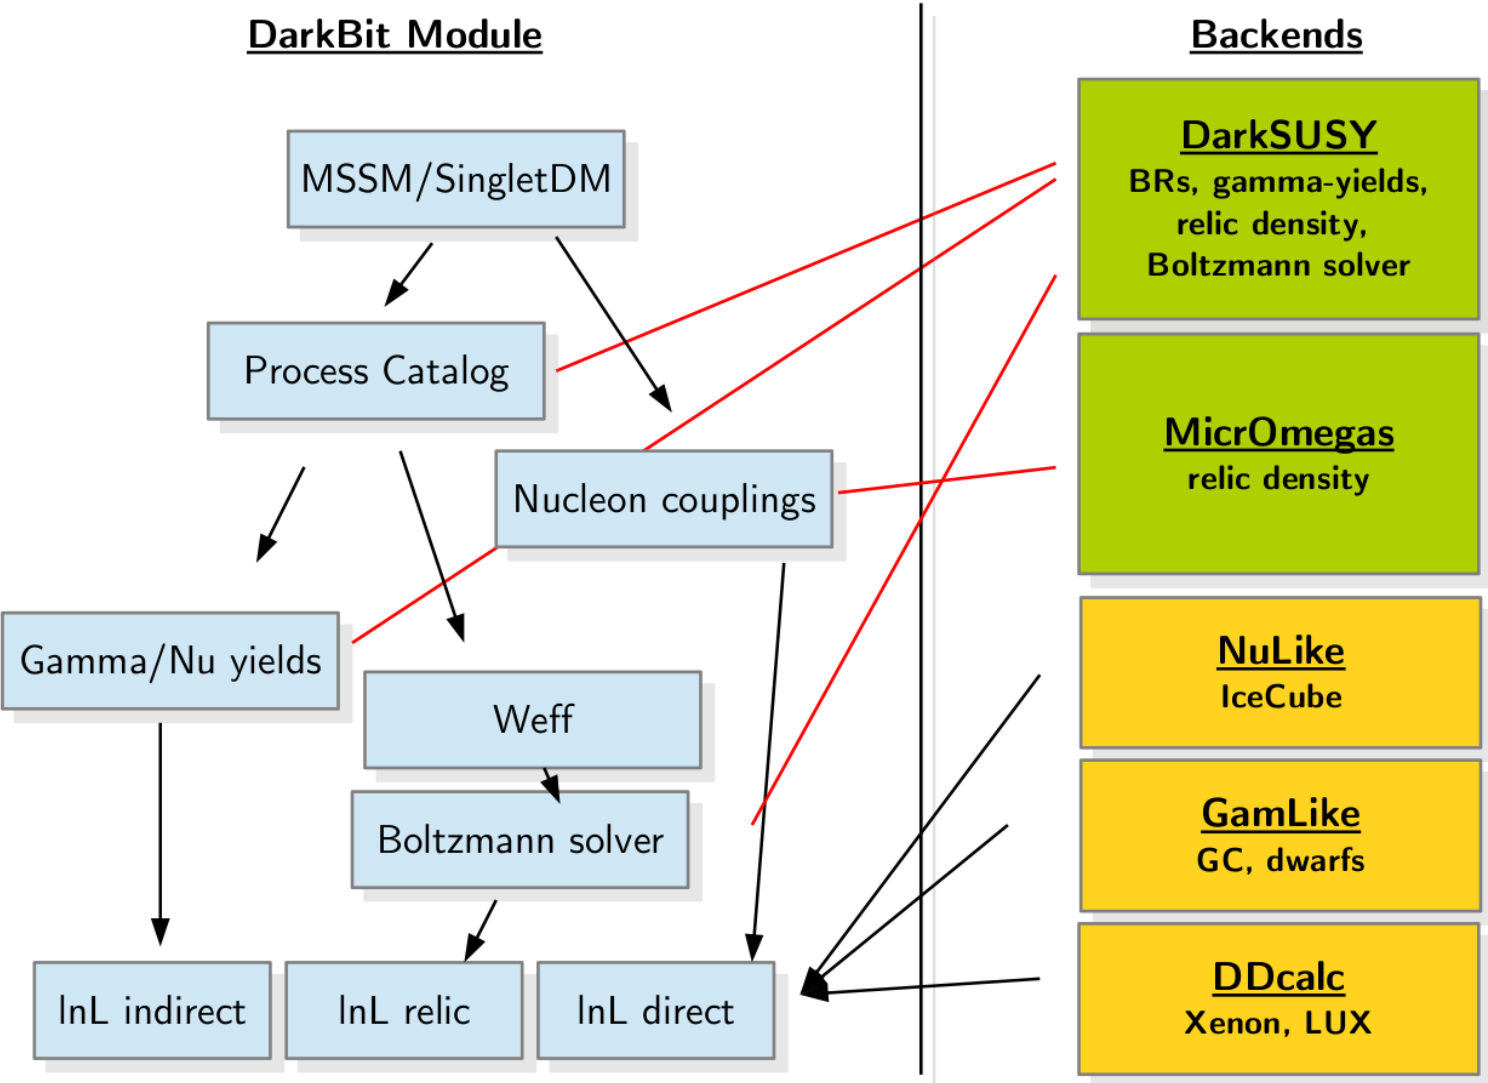 DarkBit Module
MSSM/SingletDM
Process Catalog
Nucleon couplings
Gamma/Nu yields
Weff
Boltzmann solver
lnL indirect
lnL relic
lnL direct
Backends
DarkSUSY
BRs, gamma-yields,
relic density,
Boltzmann solver
MicrOmegas
relic density
NuLike
IceCube
GamLike
GC, dwarfs
DDcalc
Xenon, LUX